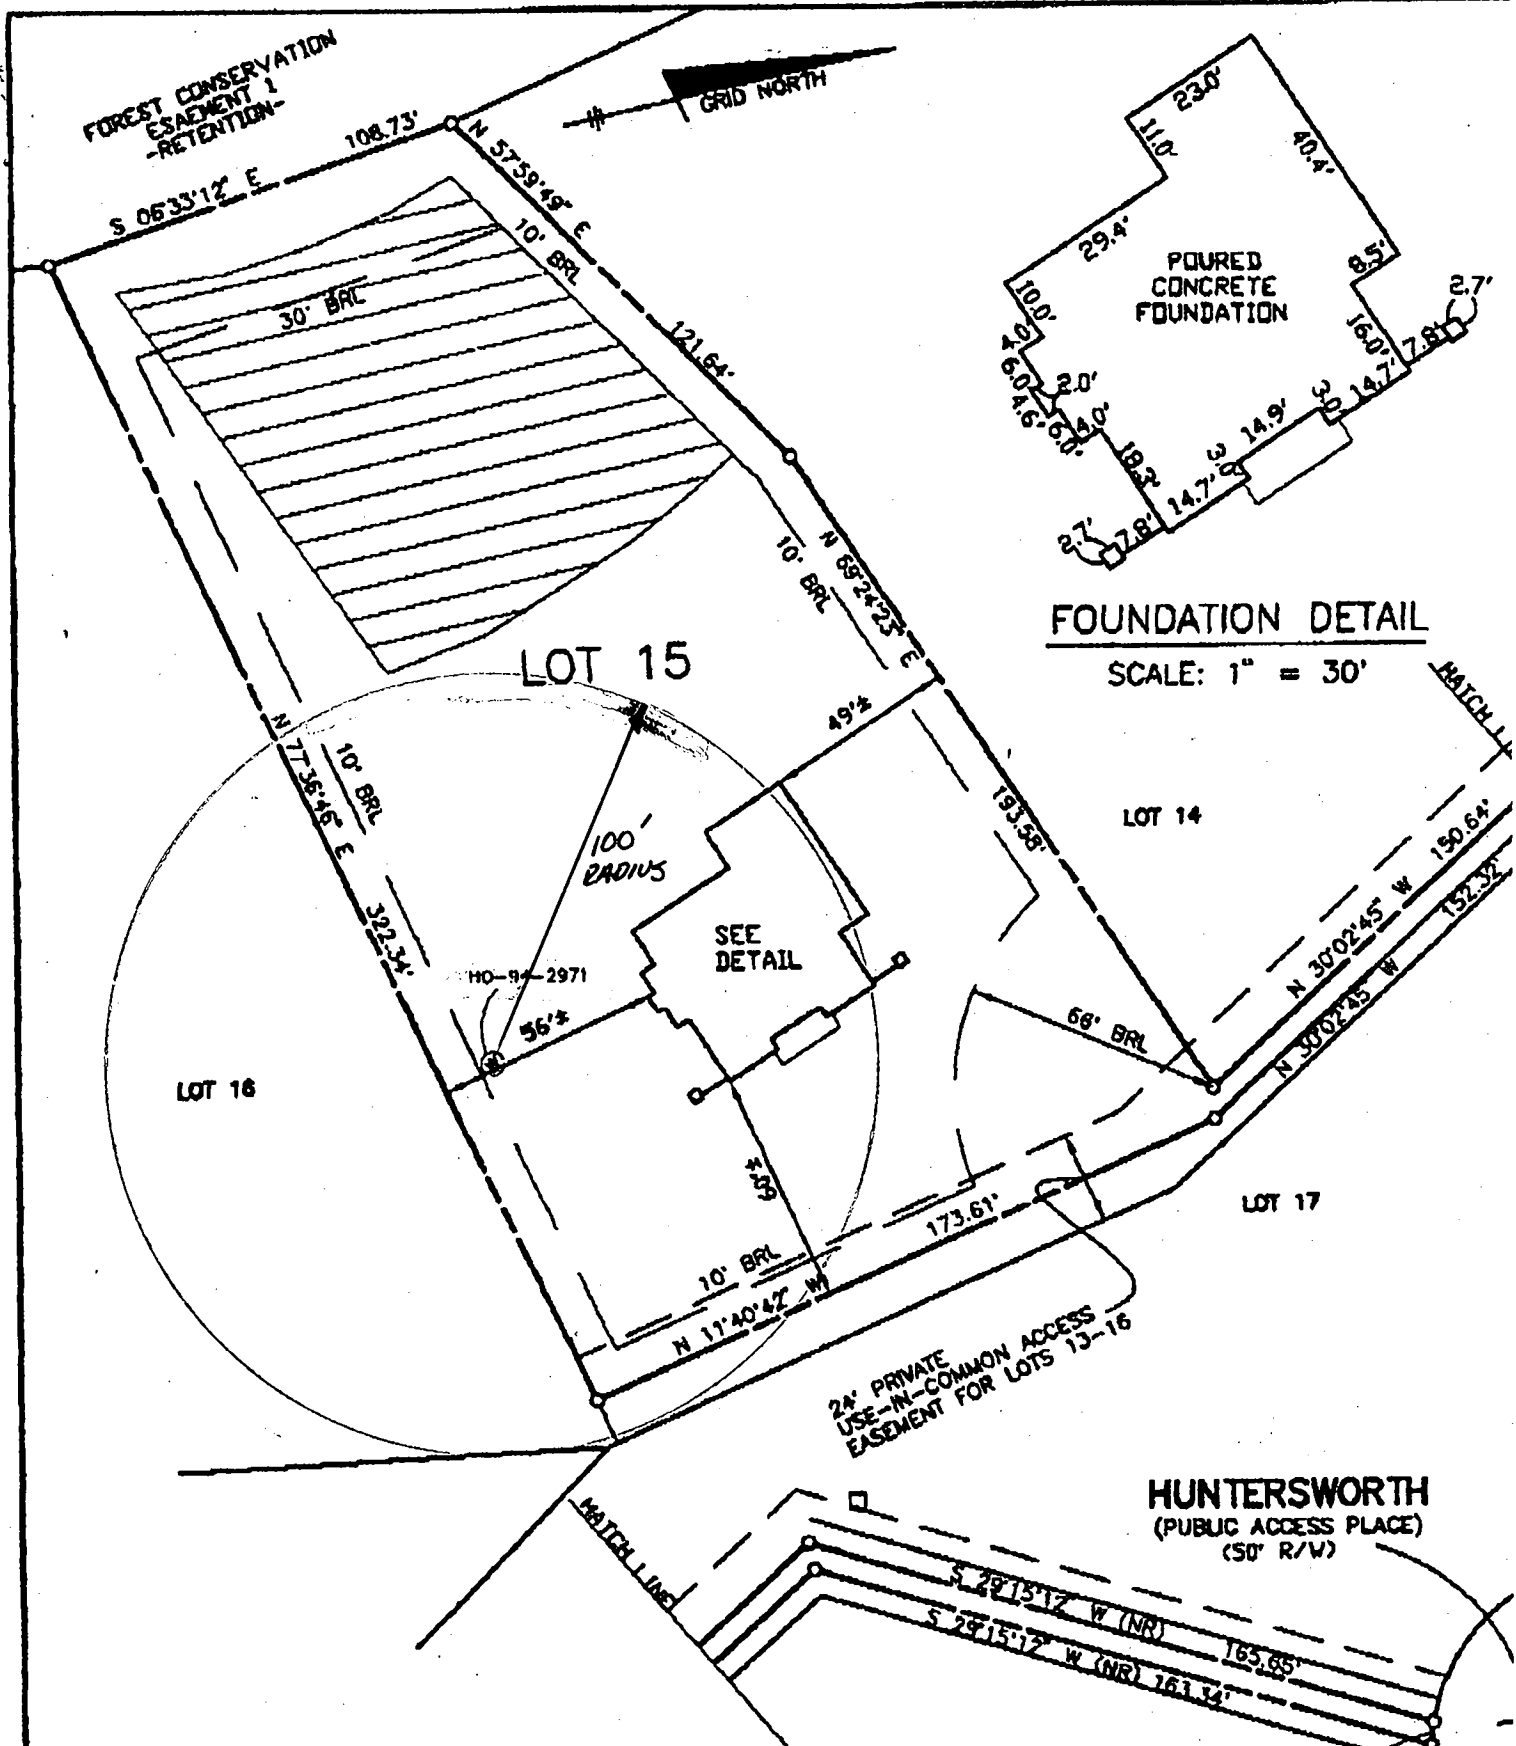 FOREST CONSERVATION
ESAEMENT 1
-RETENTION-
S 06°33'12" E
108.73'
GRID NORTH
N 57°59'49" E
121.64'
10' BRL
30' BRL
23.0'
11.0'
40.4'
29.4'
8.5'
2.7'
POURED
CONCRETE
FOUNDATION
10.0'
4.0'
6.0'
2.0'
4.6'
6.0'
4.0'
18.3'
16.0'
7.8'
14.7'
3.0'
14.9'
3.0'
14.7'
7.8'
2.7'
FOUNDATION DETAIL
SCALE: 1" = 30'
N 69°24'23" E
10' BRL
193.58'
LOT 15
49'±
MATCH LI
LOT 14
N 77°36'46" E
10' BRL
322.34'
100'
RADIUS
SEE
DETAIL
HO-94-2971
56'±
W
LOT 16
68' BRL
150.64'
N 30°02'45" W
152.32'
N 30°02'45" W
LOT 17
173.61'
10' BRL
N 11°40'42" W
24' PRIVATE
USE-IN-COMMON ACCESS
EASEMENT FOR LOTS 13-16
MATCH LINE
HUNTERSWORTH
(PUBLIC ACCESS PLACE)
(50' R/W)
S 29°15'12" W (NR)
165.65'
S 29°15'12" W (NR) 163.34'